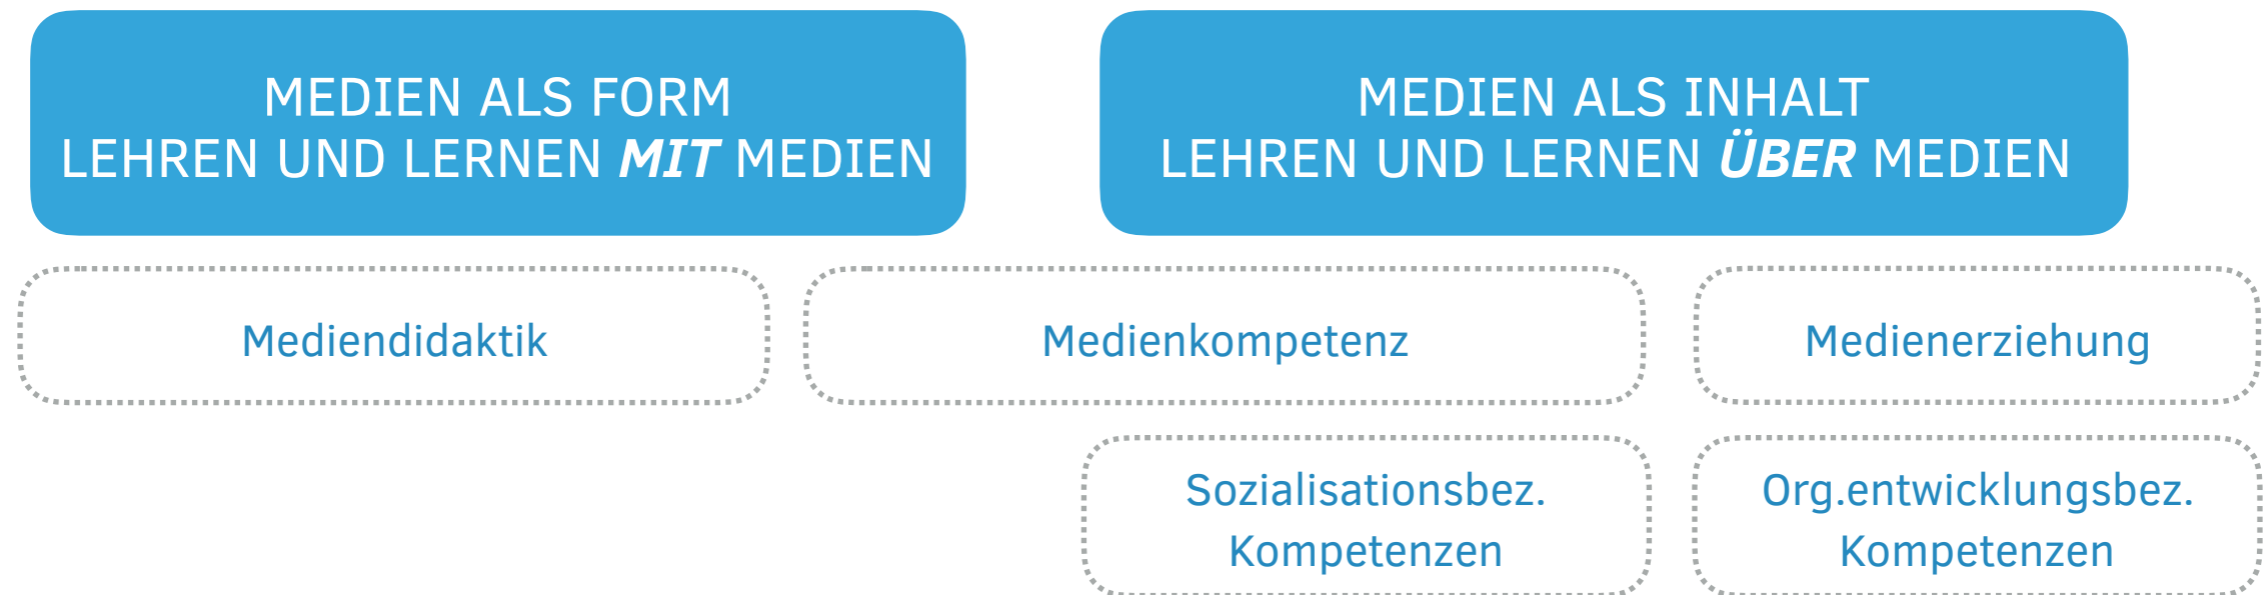 MEDIEN ALS FORM
LEHREN UND LERNEN MIT MEDIEN
MEDIEN ALS INHALT
LEHREN UND LERNEN ÜBER MEDIEN
Mediendidaktik
Medienkompetenz
Medienerziehung
Sozialisationsbez.
Kompetenzen
Org.entwicklungsbez.
Kompetenzen